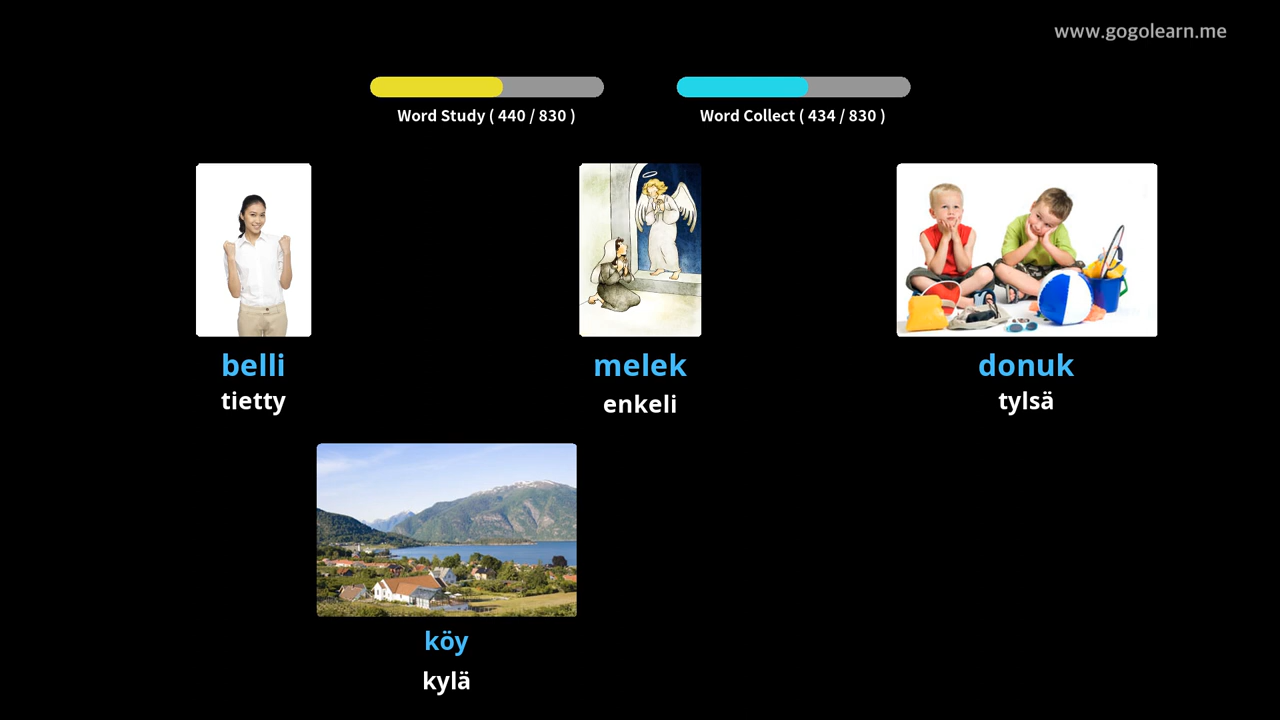 www.gogolearn.me
Word Study ( 440 / 830 )
Word Collect ( 434 / 830 )
belli
tietty
melek
enkeli
donuk
tylsä
köy
kylä